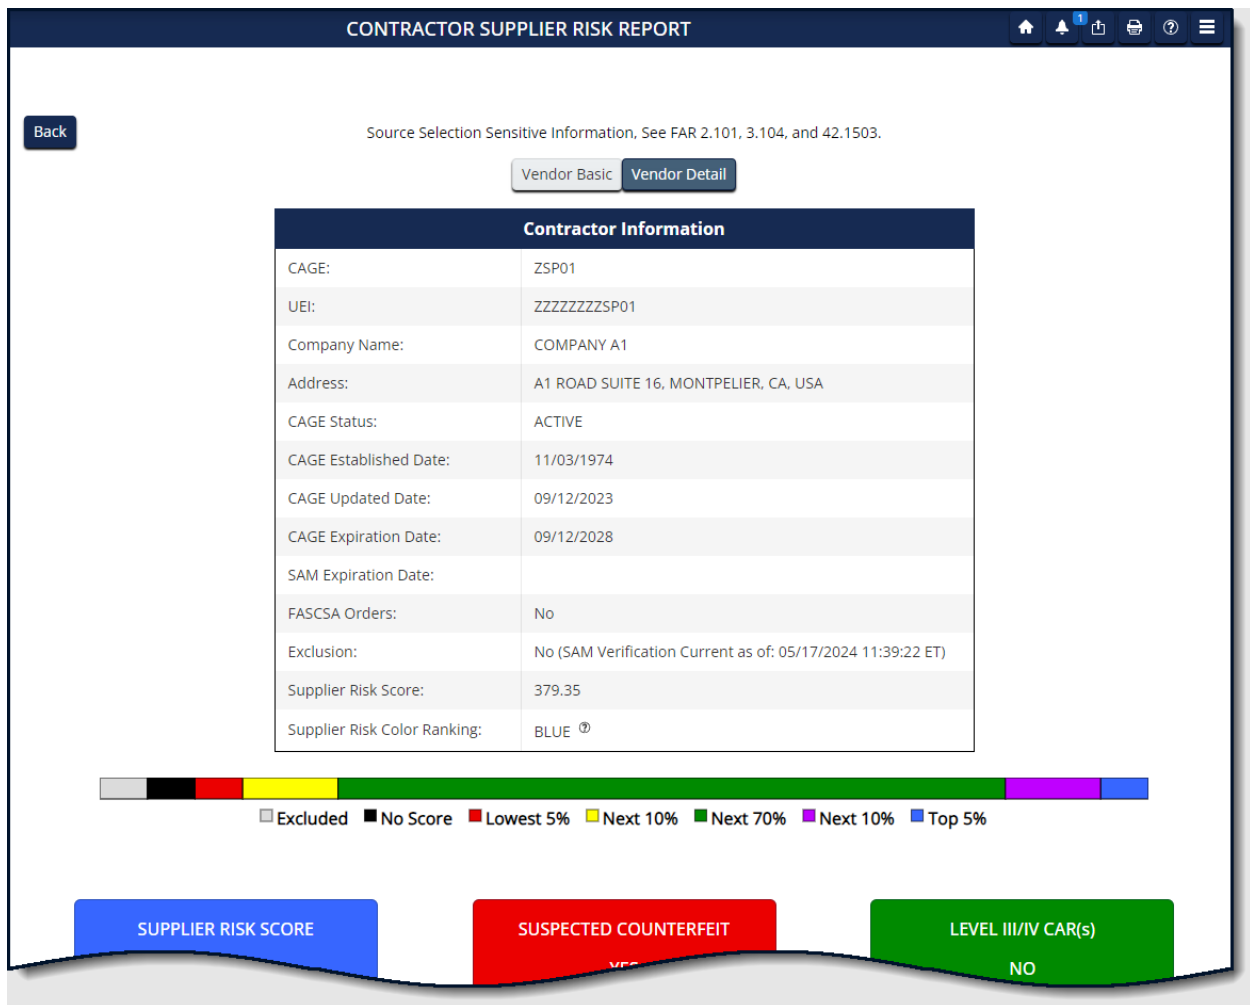 CONTRACTOR SUPPLIER RISK REPORT
1
Back
Source Selection Sensitive Information, See FAR 2.101, 3.104, and 42.1503.
Vendor Basic Vendor Detail
Contractor Information
CAGE: ZSP01
UEI: ZZZZZZZZSP01
Company Name: COMPANY A1
Address: A1 ROAD SUITE 16, MONTPELIER, CA, USA
CAGE Status: ACTIVE
CAGE Established Date: 11/03/1974
CAGE Updated Date: 09/12/2023
CAGE Expiration Date: 09/12/2028
SAM Expiration Date:
FASCSA Orders: No
Exclusion: No (SAM Verification Current as of: 05/17/2024 11:39:22 ET)
Supplier Risk Score: 379.35
Supplier Risk Color Ranking: BLUE ?
Excluded No Score Lowest 5% Next 10% Next 70% Next 10% Top 5%
SUPPLIER RISK SCORE SUSPECTED COUNTERFEIT LEVEL III/IV CAR(s)
YES NO